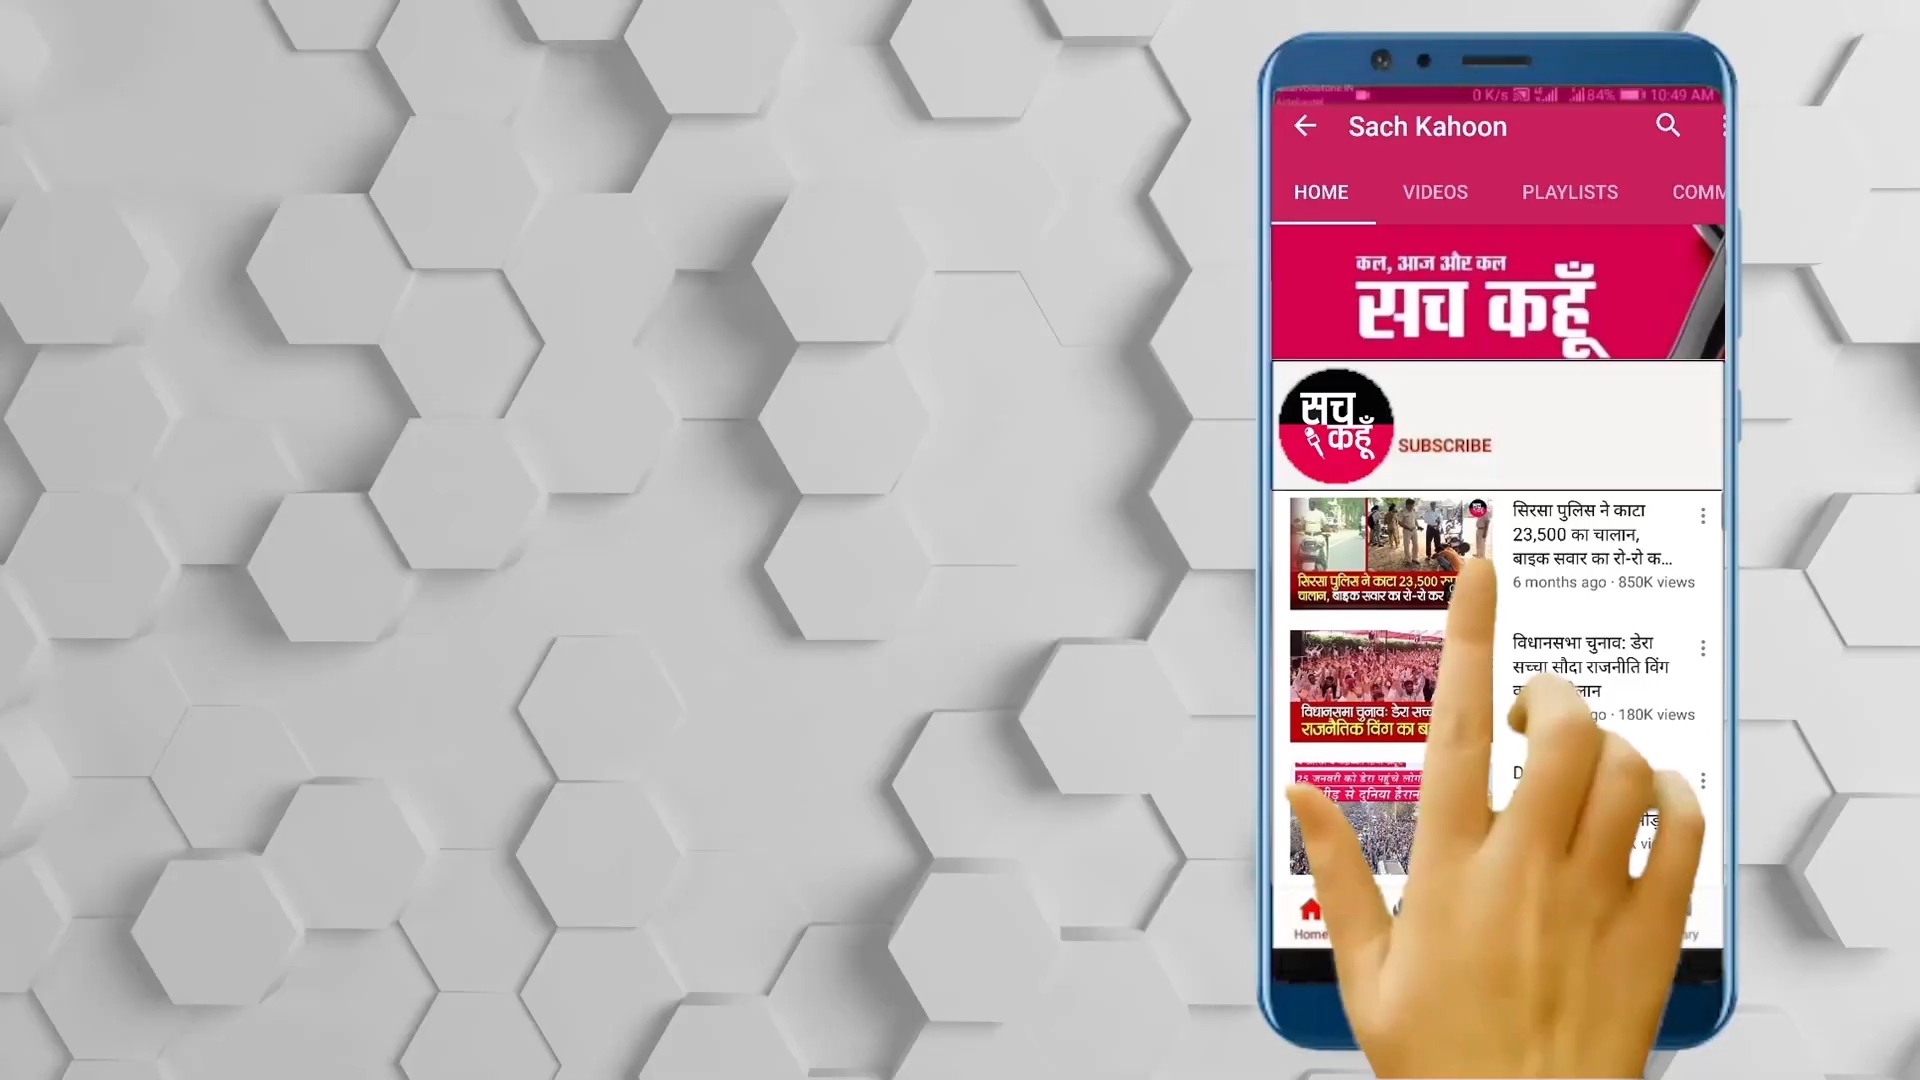 0 K/s 84% 10:49 AM
Sach Kahoon
HOME VIDEOS PLAYLISTS COMM
कल, आज और कल
सच कहूँ
सच
कहूँ
SUBSCRIBE
सिरसा पुलिस ने काटा 23,500
चालान, बाइक सवार का रो-रो कर
सिरसा पुलिस ने काटा
23,500 का चालान,
बाइक सवार का रो-रो क...
6 months ago · 850K views
विधानसभा चुनाव: डेरा
राजनैतिक विंग का
विधानसभा चुनाव: डेरा
सच्चा सौदा राजनीति विंग
180K views
25 जनवरी को डेरा पहुंचे
से दुनिया हैरान
Home